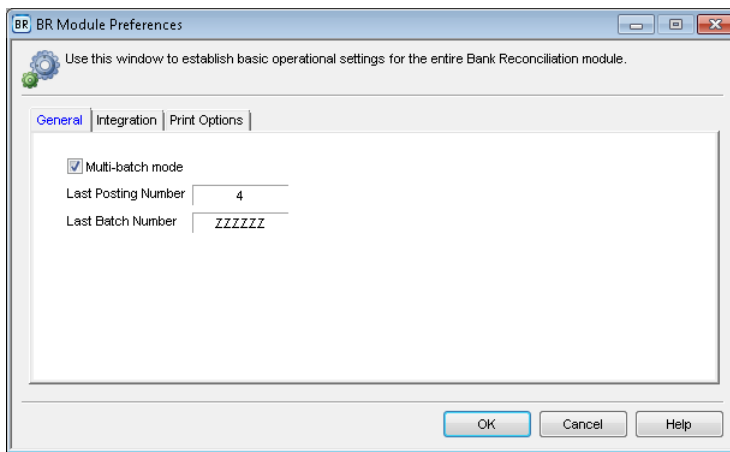 BR BR Module Preferences
Use this window to establish basic operational settings for the entire Bank Reconciliation module.
General Integration Print Options
Multi-batch mode
Last Posting Number 4
Last Batch Number ZZZZZZ
OK Cancel Help